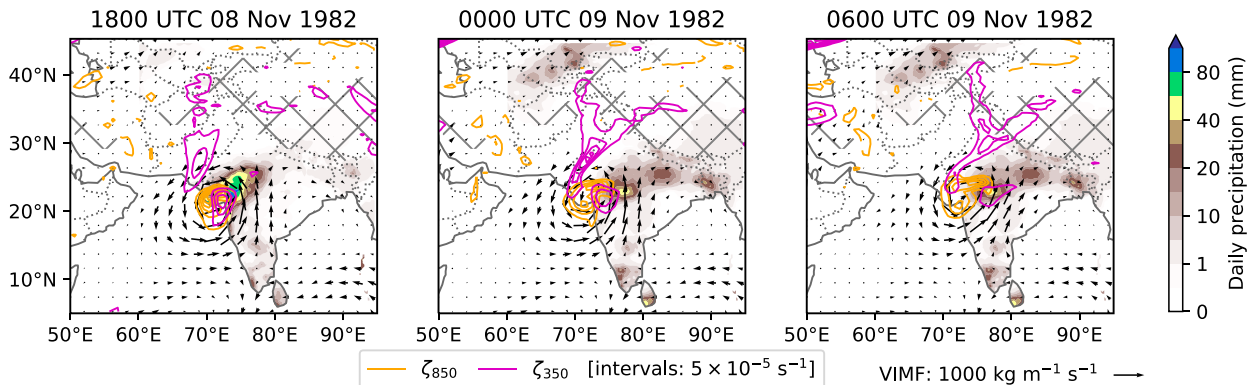 1800 UTC 08 Nov 1982
0000 UTC 09 Nov 1982
0600 UTC 09 Nov 1982
40°N
30°N
20°N
10°N
50°E 60°E 70°E 80°E 90°E
50°E 60°E 70°E 80°E 90°E
50°E 60°E 70°E 80°E 90°E
80
40
20
10
1
0
Daily precipitation (mm)
ζ₈₅₀ ζ₃₅₀ [intervals: 5 × 10⁻⁵ s⁻¹]
VIMF: 1000 kg m⁻¹ s⁻¹